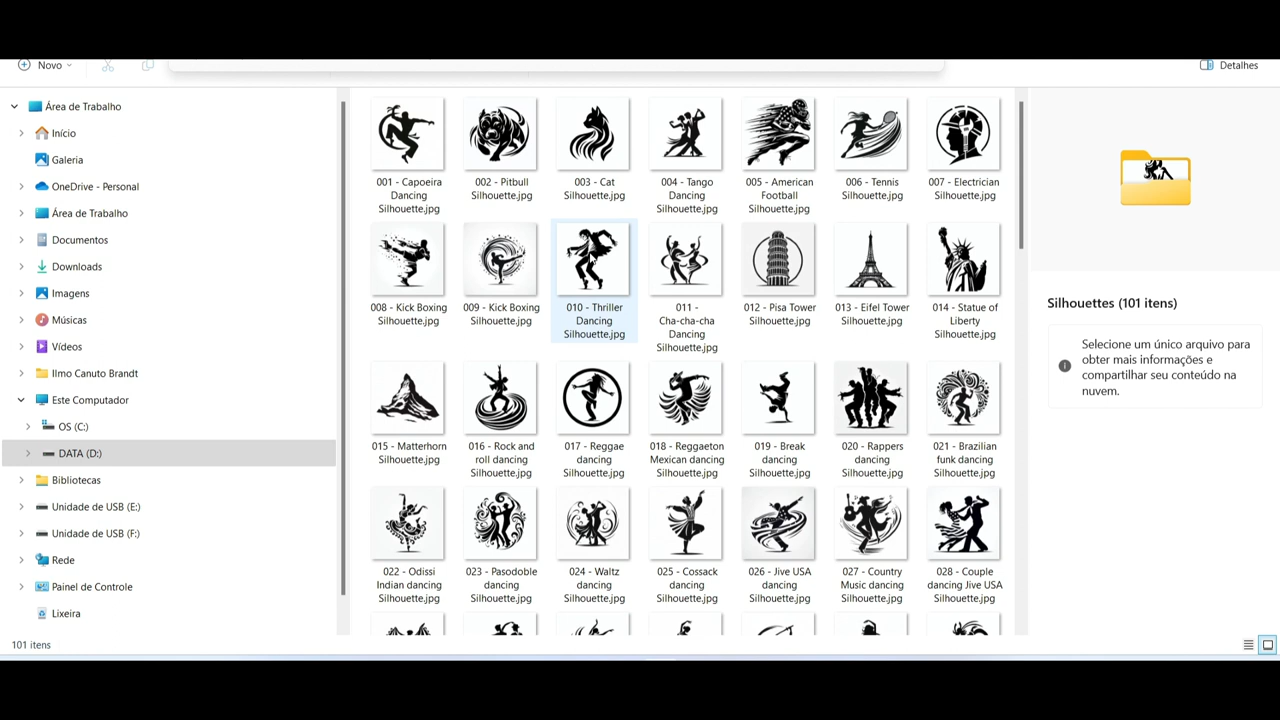 Novo
Detalhes
Área de Trabalho
Início
Galeria
OneDrive - Personal
Área de Trabalho
Documentos
Downloads
Imagens
Músicas
Vídeos
Ilmo Canuto Brandt
Este Computador
OS (C:)
DATA (D:)
Bibliotecas
Unidade de USB (E:)
Unidade de USB (F:)
Rede
Painel de Controle
Lixeira
001 - Capoeira
Dancing
Silhouette.jpg
002 - Pitbull
Silhouette.jpg
003 - Cat
Silhouette.jpg
004 - Tango
Dancing
Silhouette.jpg
005 - American
Football
Silhouette.jpg
006 - Tennis
Silhouette.jpg
007 - Electrician
Silhouette.jpg
008 - Kick Boxing
Silhouette.jpg
009 - Kick Boxing
Silhouette.jpg
010 - Thriller
Dancing
Silhouette.jpg
011 -
Cha-cha-cha
Dancing
Silhouette.jpg
012 - Pisa Tower
Silhouette.jpg
013 - Eifel Tower
Silhouette.jpg
014 - Statue of
Liberty
Silhouette.jpg
015 - Matterhorn
Silhouette.jpg
016 - Rock and
roll dancing
Silhouette.jpg
017 - Reggae
dancing
Silhouette.jpg
018 - Reggaeton
Mexican dancing
Silhouette.jpg
019 - Break
dancing
Silhouette.jpg
020 - Rappers
dancing
Silhouette.jpg
021 - Brazilian
funk dancing
Silhouette.jpg
022 - Odissi
Indian dancing
Silhouette.jpg
023 - Pasodoble
dancing
Silhouette.jpg
024 - Waltz
dancing
Silhouette.jpg
025 - Cossack
dancing
Silhouette.jpg
026 - Jive USA
dancing
Silhouette.jpg
027 - Country
Music dancing
Silhouette.jpg
028 - Couple
dancing Jive USA
Silhouette.jpg
Silhouettes (101 itens)
Selecione um único arquivo para
obter mais informações e
compartilhar seu conteúdo na
nuvem.
101 itens